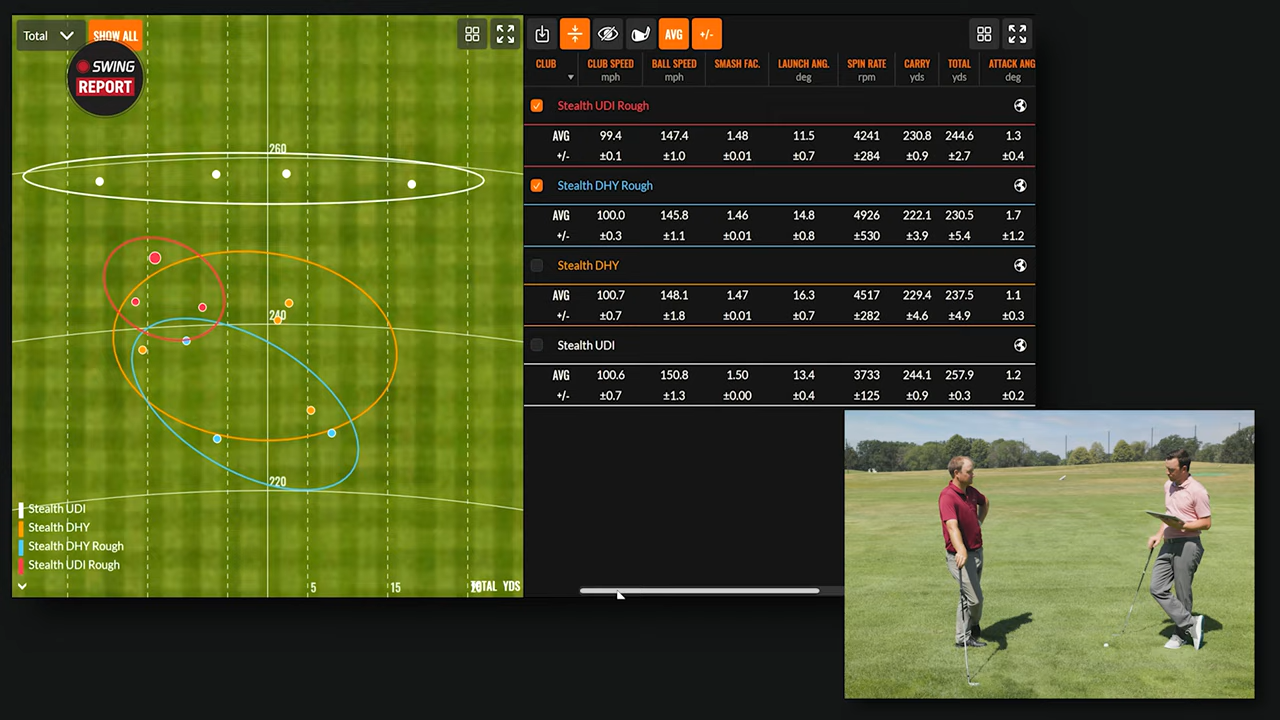 Total
SHOW ALL
SWING
REPORT
260
240
220
Stealth UDI
Stealth DHY
Stealth DHY Rough
Stealth UDI Rough
5
15
TOTAL YDS
AVG
+/-
CLUB CLUB SPEED BALL SPEED SMASH FAC. LAUNCH ANG. SPIN RATE CARRY TOTAL ATTACK ANG
mph mph deg rpm yds yds deg
Stealth UDI Rough
AVG 99.4 147.4 1.48 11.5 4241 230.8 244.6 1.3
+/- ±0.1 ±1.0 ±0.01 ±0.7 ±284 ±0.9 ±2.7 ±0.4
Stealth DHY Rough
AVG 100.0 145.8 1.46 14.8 4926 222.1 230.5 1.7
+/- ±0.3 ±1.1 ±0.01 ±0.8 ±530 ±3.9 ±5.4 ±1.2
Stealth DHY
AVG 100.7 148.1 1.47 16.3 4517 229.4 237.5 1.1
+/- ±0.7 ±1.8 ±0.01 ±0.7 ±282 ±4.6 ±4.9 ±0.3
Stealth UDI
AVG 100.6 150.8 1.50 13.4 3733 244.1 257.9 1.2
+/- ±0.7 ±1.3 ±0.00 ±0.4 ±125 ±0.9 ±0.3 ±0.2